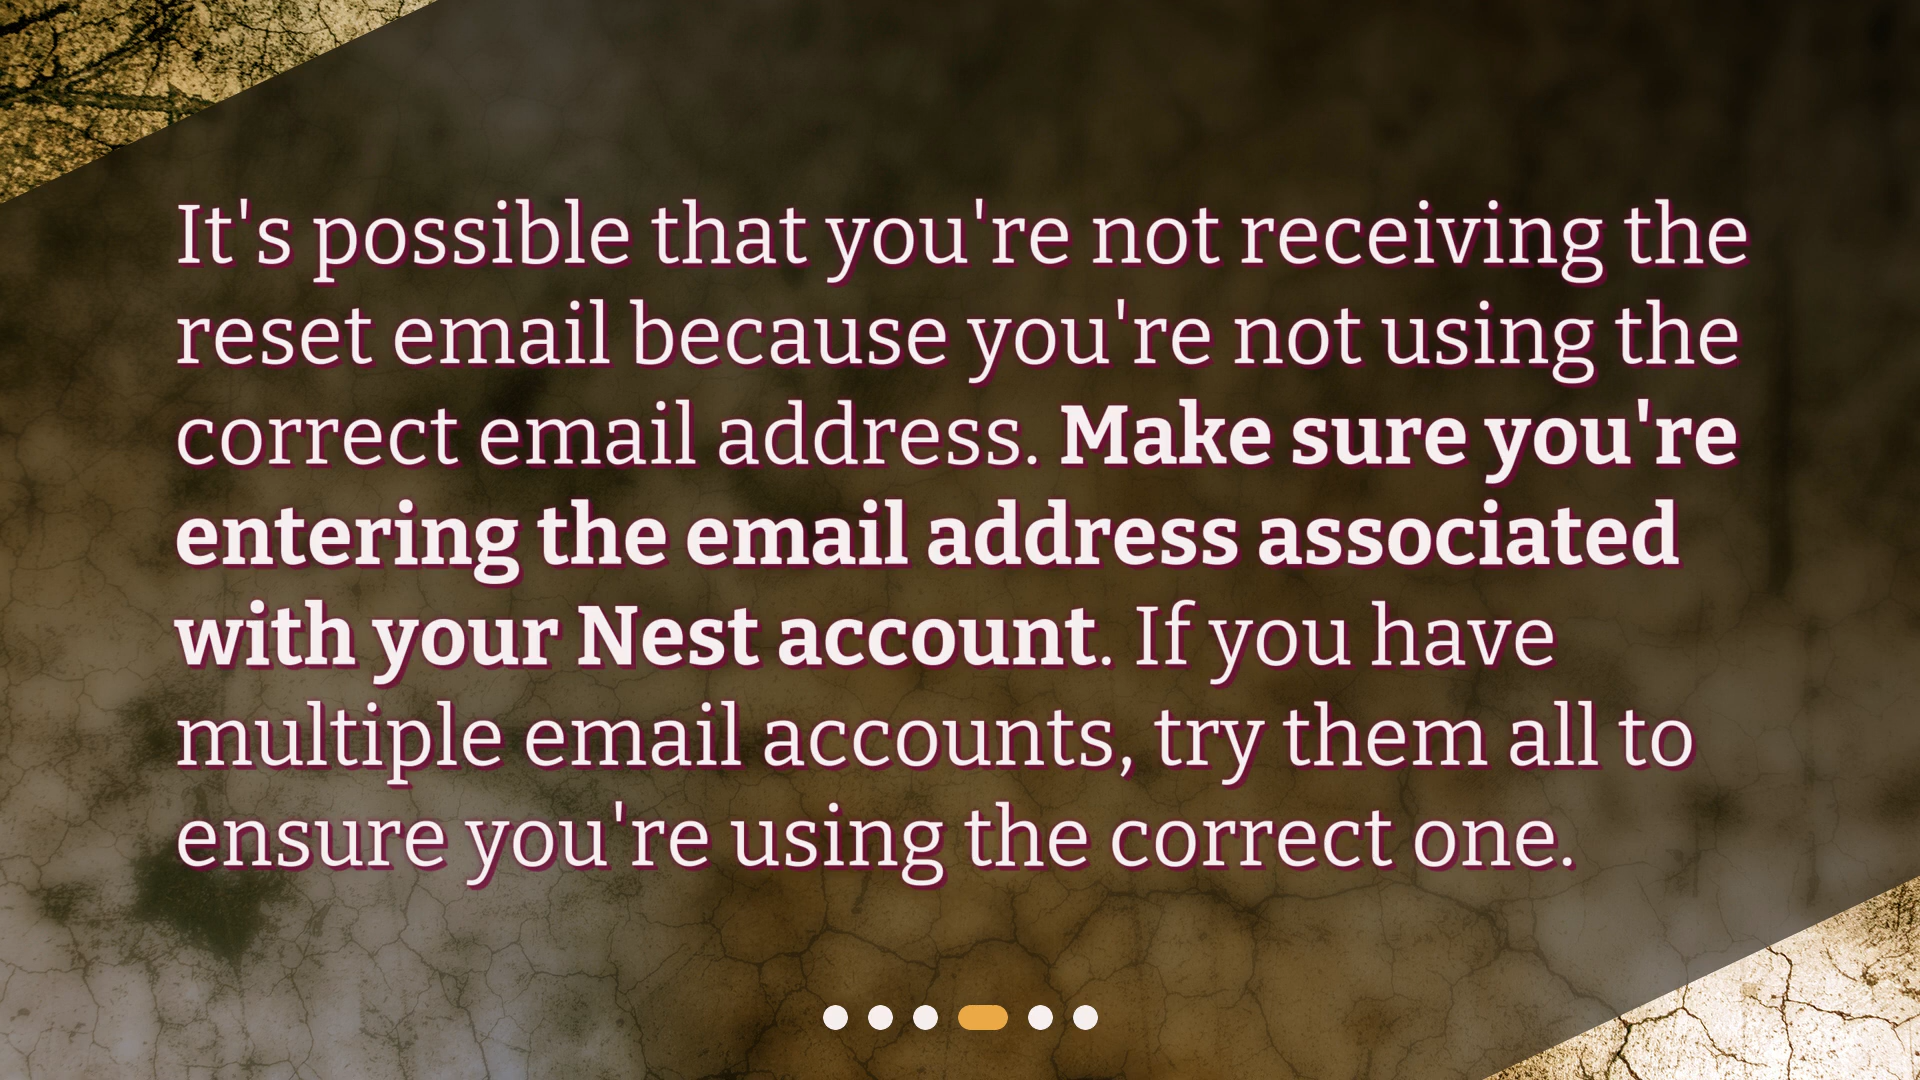 It's possible that you're not receiving the
reset email because you're not using the
correct email address. Make sure you're
entering the email address associated
with your Nest account. If you have
multiple email accounts, try them all to
ensure you're using the correct one.